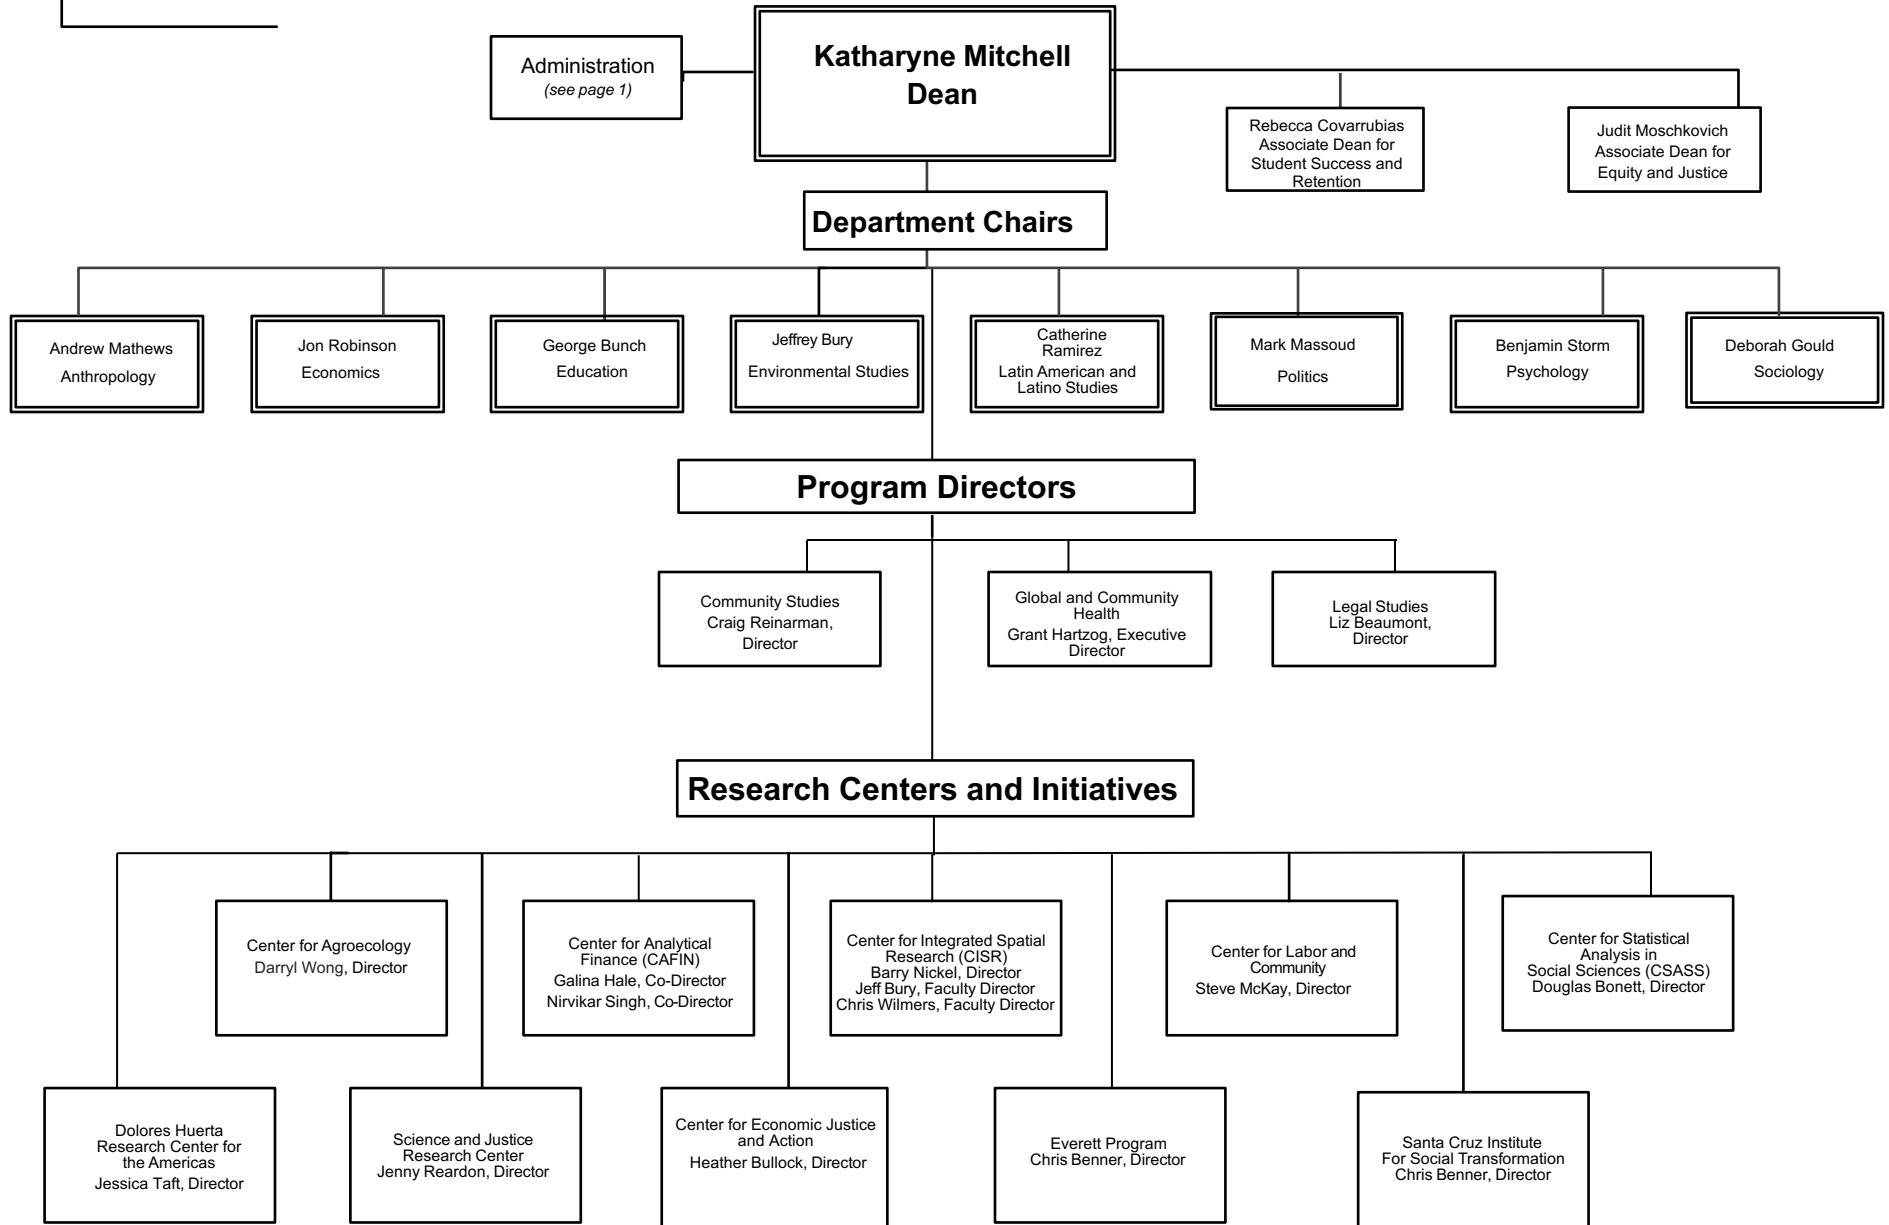 Administration
(see page 1)
Katharyne Mitchell
Dean
Rebecca Covarrubias
Associate Dean for
Student Success and
Retention
Judit Moschkovich
Associate Dean for
Equity and Justice
Department Chairs
Andrew Mathews
Anthropology
Jon Robinson
Economics
George Bunch
Education
Jeffrey Bury
Environmental Studies
Catherine
Ramirez
Latin American and
Latino Studies
Mark Massoud
Politics
Benjamin Storm
Psychology
Deborah Gould
Sociology
Program Directors
Community Studies
Craig Reinarman,
Director
Global and Community
Health
Grant Hartzog, Executive
Director
Legal Studies
Liz Beaumont,
Director
Research Centers and Initiatives
Center for Agroecology
Darryl Wong, Director
Center for Analytical
Finance (CAFIN)
Galina Hale, Co-Director
Nirvikar Singh, Co-Director
Center for Integrated Spatial
Research (CISR)
Barry Nickel, Director
Jeff Bury, Faculty Director
Chris Wilmers, Faculty Director
Center for Labor and
Community
Steve McKay, Director
Center for Statistical
Analysis in
Social Sciences (CSASS)
Douglas Bonett, Director
Dolores Huerta
Research Center for
the Americas
Jessica Taft, Director
Science and Justice
Research Center
Jenny Reardon, Director
Center for Economic Justice
and Action
Heather Bullock, Director
Everett Program
Chris Benner, Director
Santa Cruz Institute
For Social Transformation
Chris Benner, Director